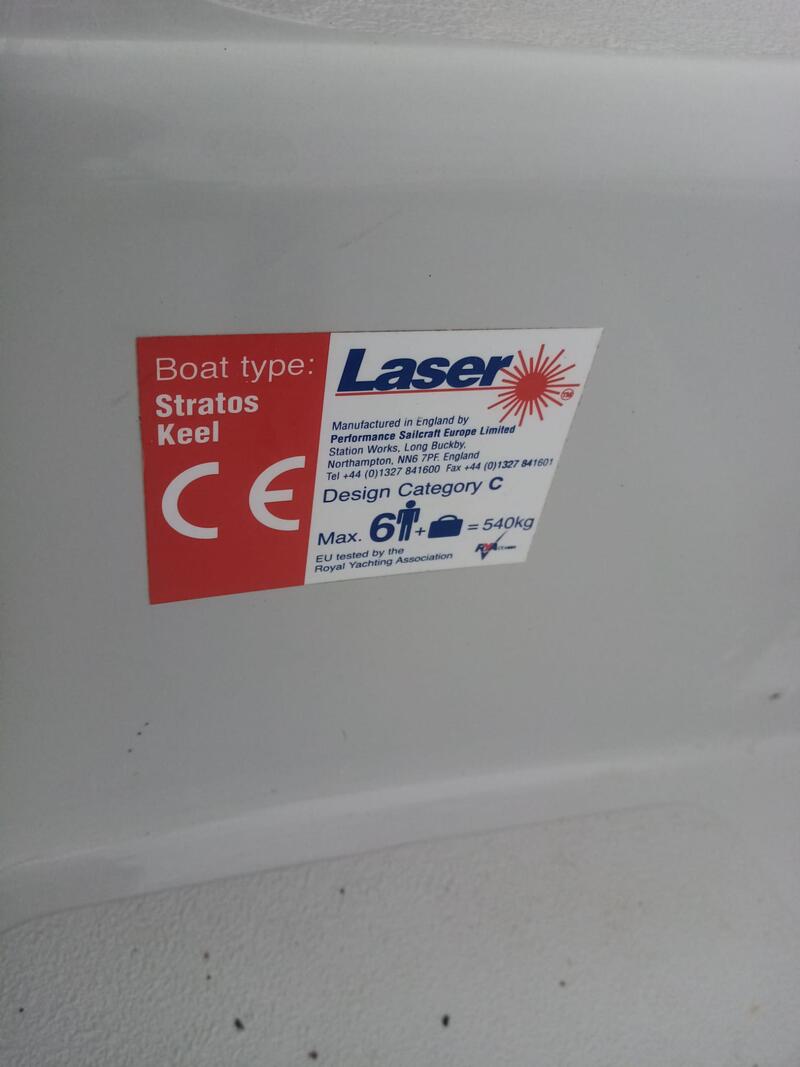 Boat type:
Stratos
Keel
CE
Laser
TM
Manufactured in England by
Performance Sailcraft Europe Limited
Station Works, Long Buckby,
Northampton, NN6 7PF. England
Tel +44 (0)1327 841600 Fax +44 (0)1327 841601
Design Category C
Max. 6 + = 540kg
EU tested by the
Royal Yachting Association
RYA